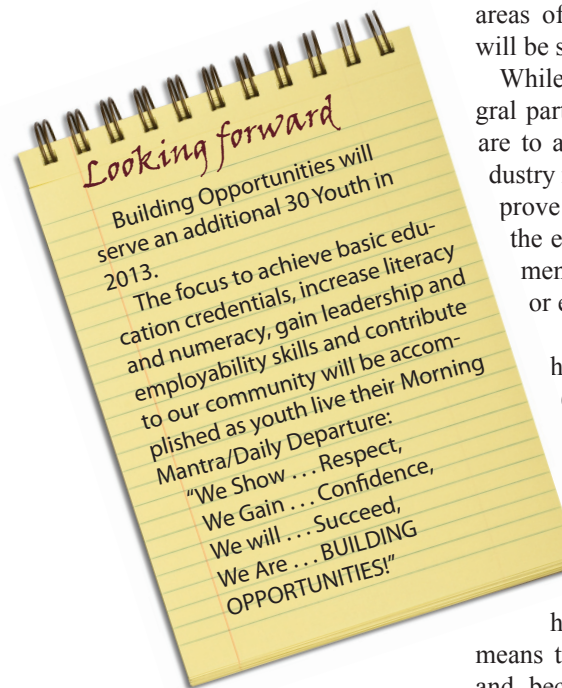 Looking forward
Building Opportunities will
serve an additional 30 Youth in
2013.
The focus to achieve basic edu-
cation credentials, increase literacy
and numeracy, gain leadership and
employability skills and contribute
to our community will be accom-
plished as youth live their Morning
Mantra/Daily Departure:
"We Show . . . Respect,
We Gain . . . Confidence,
We will . . . Succeed,
We Are . . . BUILDING
OPPORTUNITIES!"
areas of
will be s
While
gral part
are to a
dustry
prove
the e
men
or e
h
h
means t
and bec